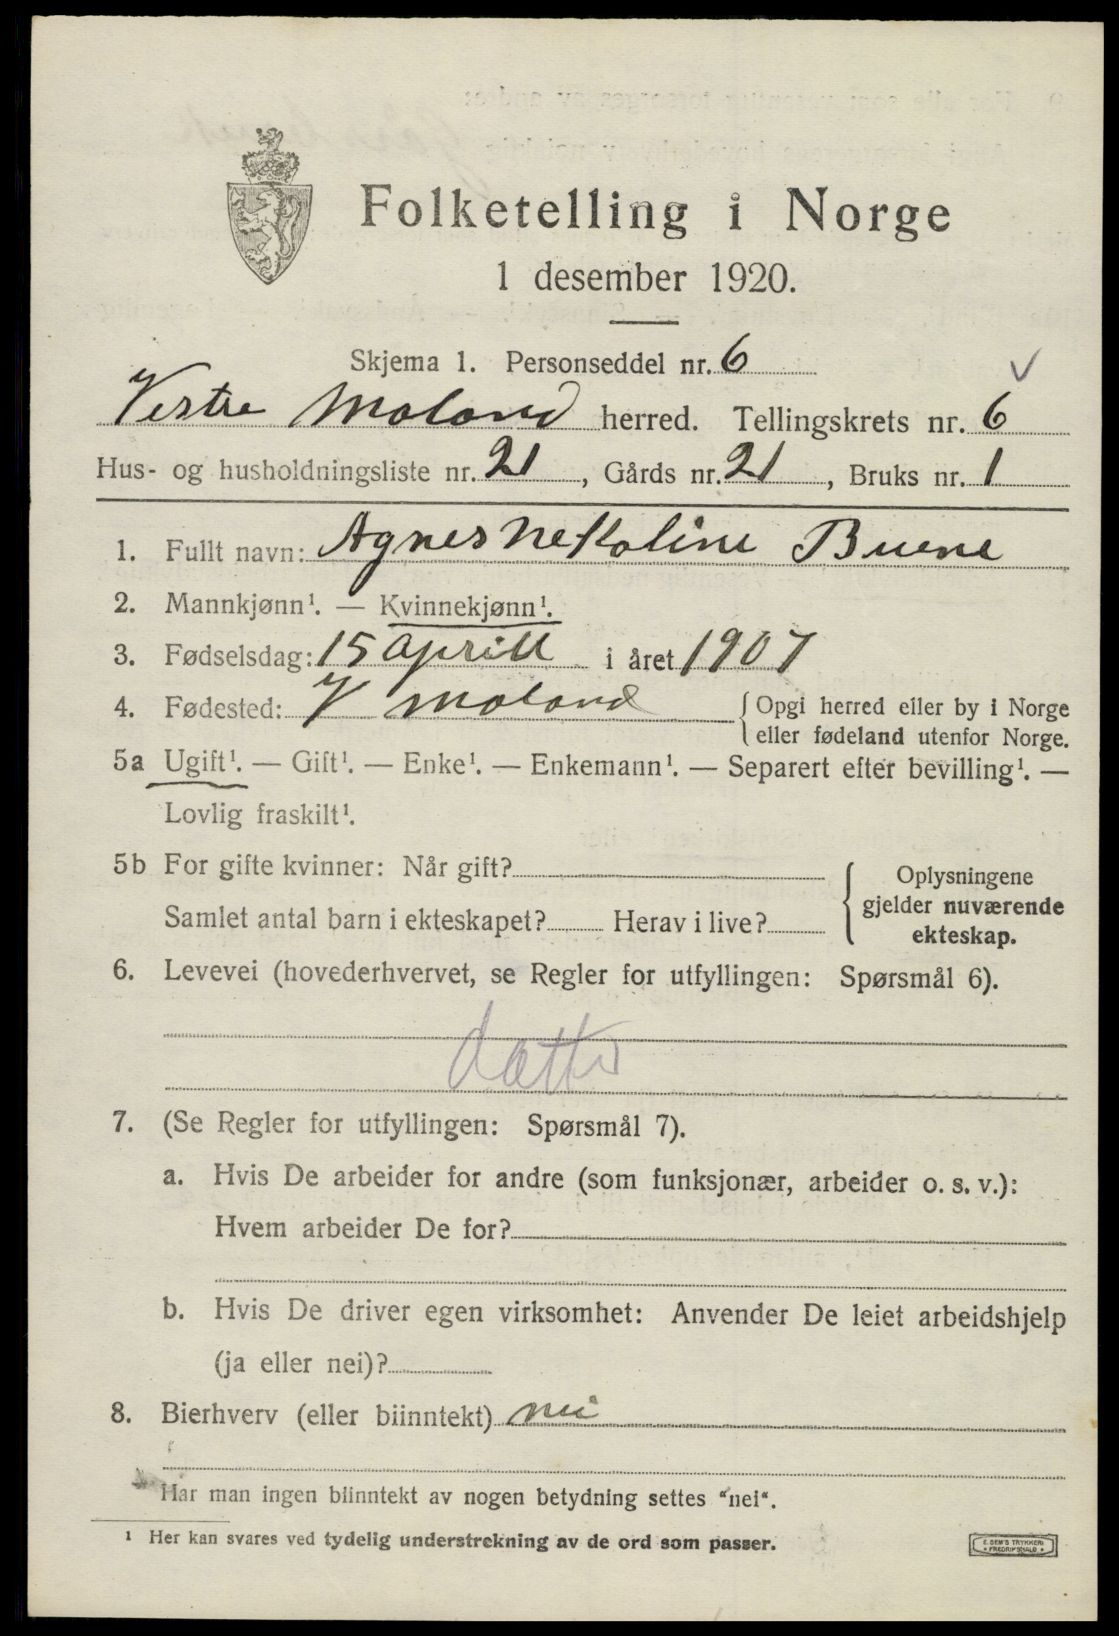 Folketelling i Norge
1 desember 1920.
Skjema 1. Personseddel nr. 6
Vestre Moland herred. Tellingskrets nr. 6
Hus- og husholdningsliste nr. 21, Gårds nr. 21, Bruks nr. 1
1. Fullt navn: Agnes Nekoline Buene
2. Mannkjønn¹. — Kvinnekjønn¹.
3. Fødselsdag: 15 aprill i året 1907
4. Fødested: V Moland { Opgi herred eller by i Norge
eller fødeland utenfor Norge.
5a Ugift¹. — Gift¹. — Enke¹. — Enkemann¹. — Separert efter bevilling¹. —
Lovlig fraskilt¹.
5b For gifte kvinner: Når gift?
Samlet antal barn i ekteskapet? Herav i live?
{ Oplysningene
gjelder nuværende
ekteskap.
6. Levevei (hovederhvervet, se Regler for utfyllingen: Spørsmål 6).
datter
7. (Se Regler for utfyllingen: Spørsmål 7).
a. Hvis De arbeider for andre (som funksjonær, arbeider o. s. v.):
Hvem arbeider De for?
b. Hvis De driver egen virksomhet: Anvender De leiet arbeidshjelp
(ja eller nei)?
8. Bierhverv (eller biinntekt) nei
Har man ingen biinntekt av nogen betydning settes "nei".
¹ Her kan svares ved tydelig understrekning av de ord som passer.
E. SEM'S TRYKKERI
FREDRIKSHALD